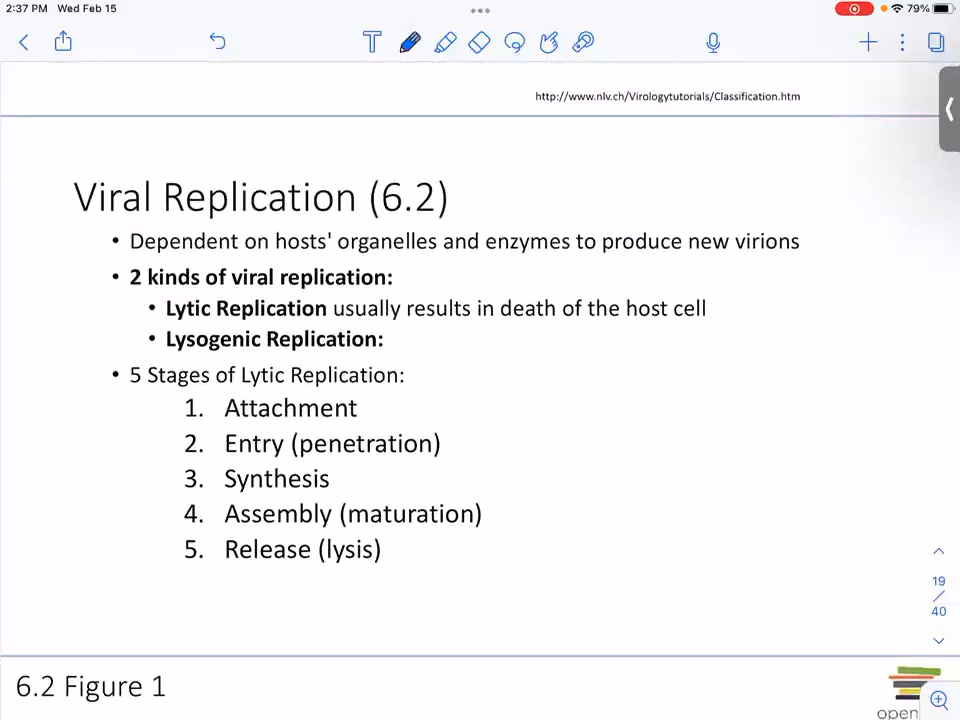 2:37 PM Wed Feb 15
79%
http://www.nlv.ch/Virologytutorials/Classification.htm
Viral Replication (6.2)
• Dependent on hosts' organelles and enzymes to produce new virions
• 2 kinds of viral replication:
• Lytic Replication usually results in death of the host cell
• Lysogenic Replication:
• 5 Stages of Lytic Replication:
1. Attachment
2. Entry (penetration)
3. Synthesis
4. Assembly (maturation)
5. Release (lysis)
19
/
40
6.2 Figure 1
open